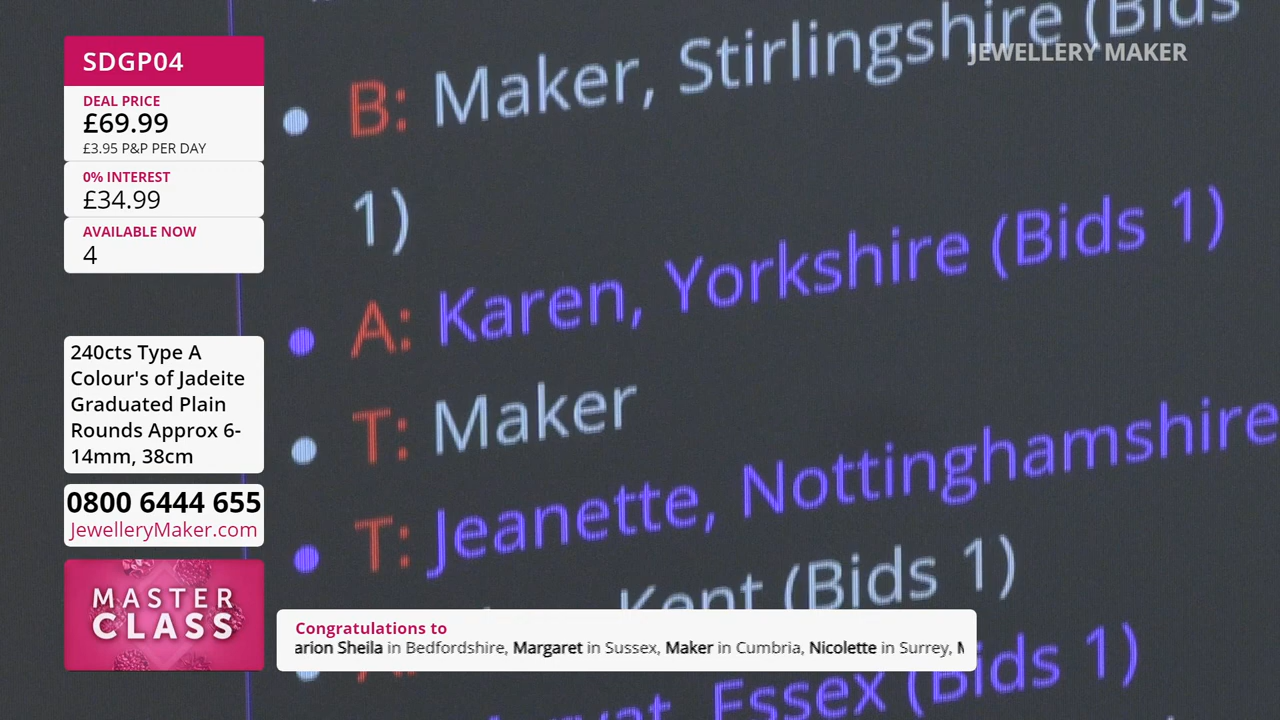 SDGP04
DEAL PRICE
£69.99
£3.95 P&P PER DAY
0% INTEREST
£34.99
AVAILABLE NOW
4
240cts Type A
Colour's of Jadeite
Graduated Plain
Rounds Approx 6-
14mm, 38cm
0800 6444 655
JewelleryMaker.com
MASTER
CLASS
JEWELLERY MAKER
B: Maker, Stirlingshire (Bids
1)
A: Karen, Yorkshire (Bids 1)
T: Maker
T: Jeanette, Nottinghamshire
Kent (Bids 1)
Essex (Bids 1)
Congratulations to
Sheila in Bedfordshire, Margaret in Sussex, Maker in Cumbria, Nicolette in Surrey,